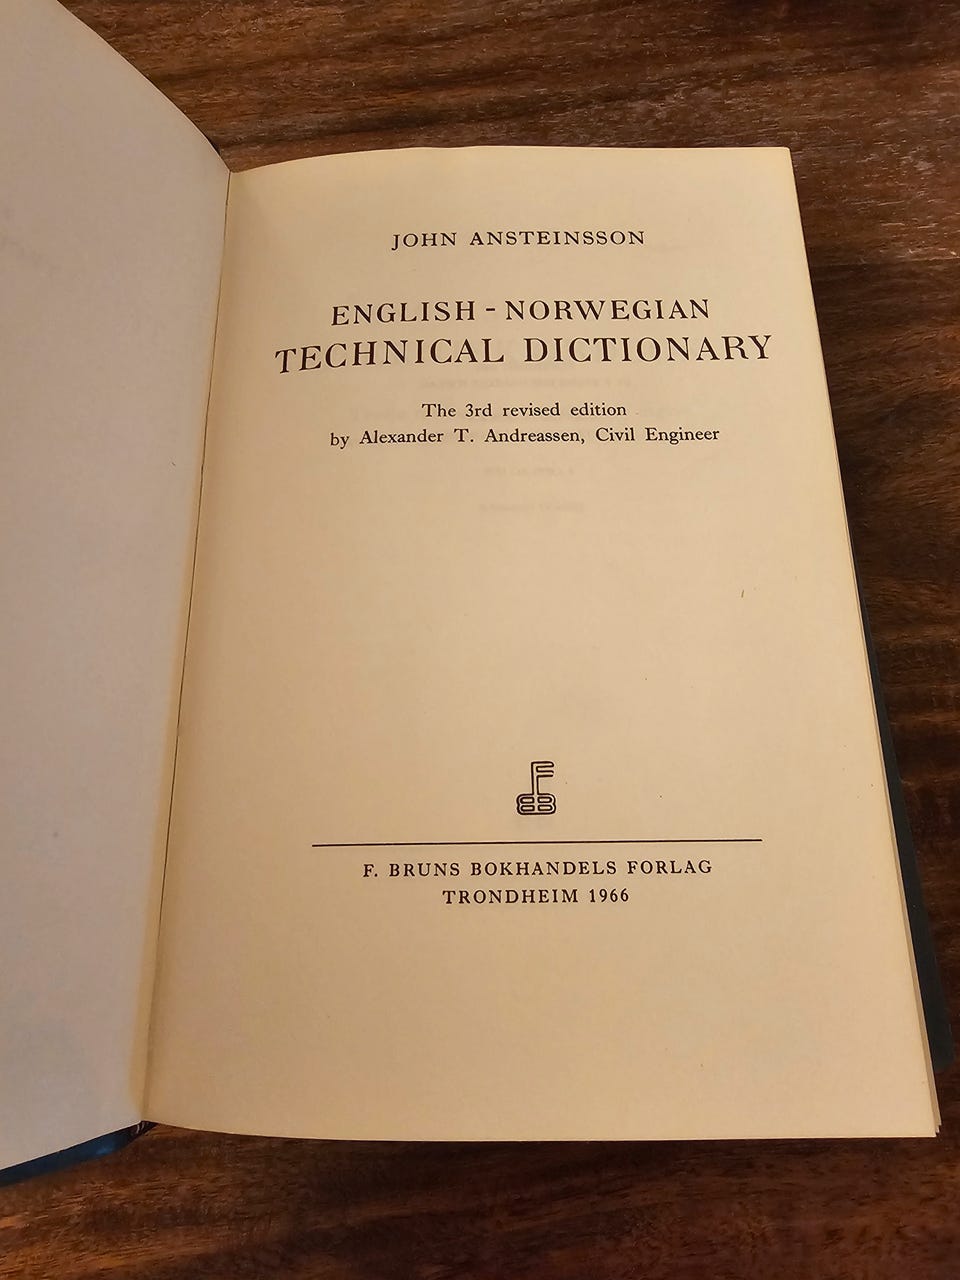 JOHN ANSTEINSSON
ENGLISH - NORWEGIAN
TECHNICAL DICTIONARY
The 3rd revised edition
by Alexander T. Andreassen, Civil Engineer
F
BB
F. BRUNS BOKHANDELS FORLAG
TRONDHEIM 1966